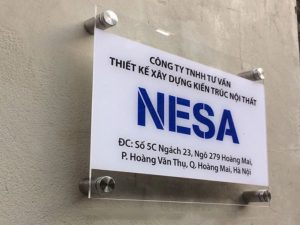 CÔNG TY TNHH TƯ VẤN
THIẾT KẾ XÂY DỰNG KIẾN TRÚC NỘI THẤT
NESA
ĐC: Số 5C Ngách 23, Ngõ 279 Hoàng Mai,
P. Hoàng Văn Thụ, Q. Hoàng Mai, Hà Nội